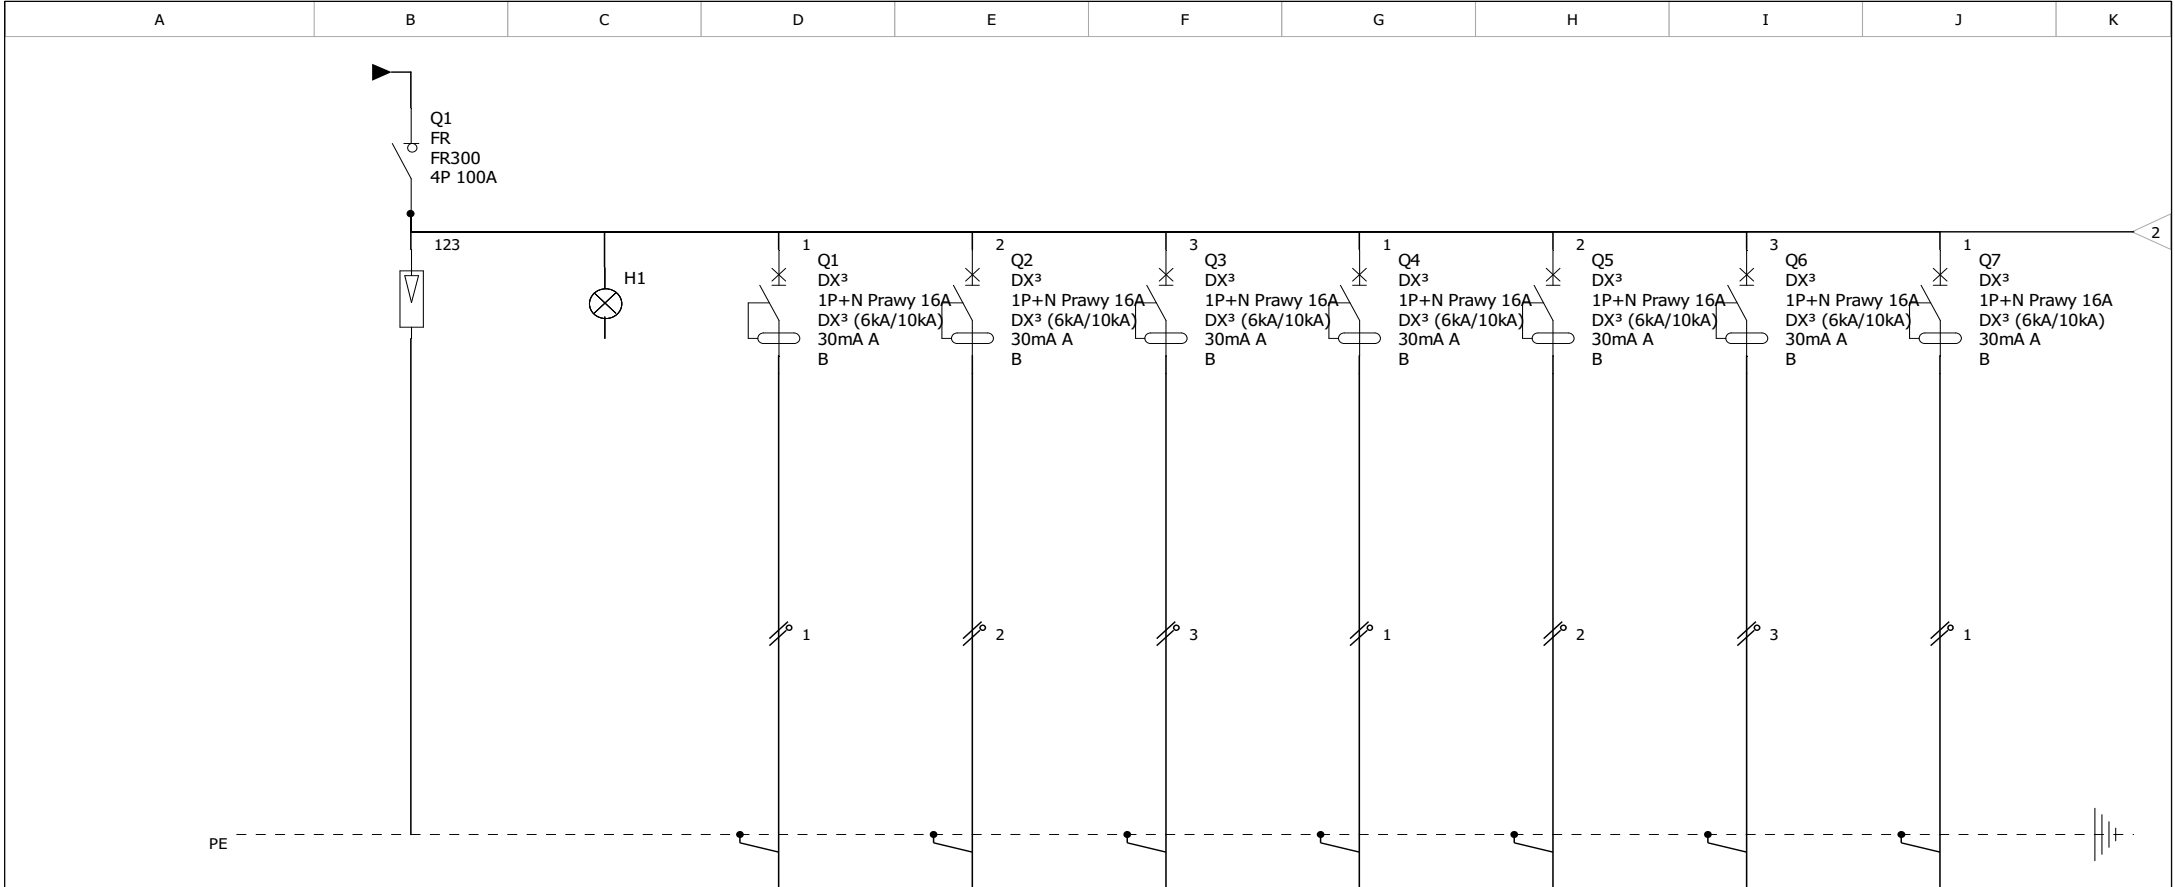 A
B
C
D
E
F
G
H
I
J
K
Q1
FR
FR300
4P 100A
123
H1
1
Q1
DX³
1P+N Prawy 16A
DX³ (6kA/10kA)
30mA A
B
2
Q2
DX³
1P+N Prawy 16A
DX³ (6kA/10kA)
30mA A
B
3
Q3
DX³
1P+N Prawy 16A
DX³ (6kA/10kA)
30mA A
B
1
Q4
DX³
1P+N Prawy 16A
DX³ (6kA/10kA)
30mA A
B
2
Q5
DX³
1P+N Prawy 16A
DX³ (6kA/10kA)
30mA A
B
3
Q6
DX³
1P+N Prawy 16A
DX³ (6kA/10kA)
30mA A
B
1
Q7
DX³
1P+N Prawy 16A
DX³ (6kA/10kA)
30mA A
B
2
1
2
3
1
2
3
1
PE